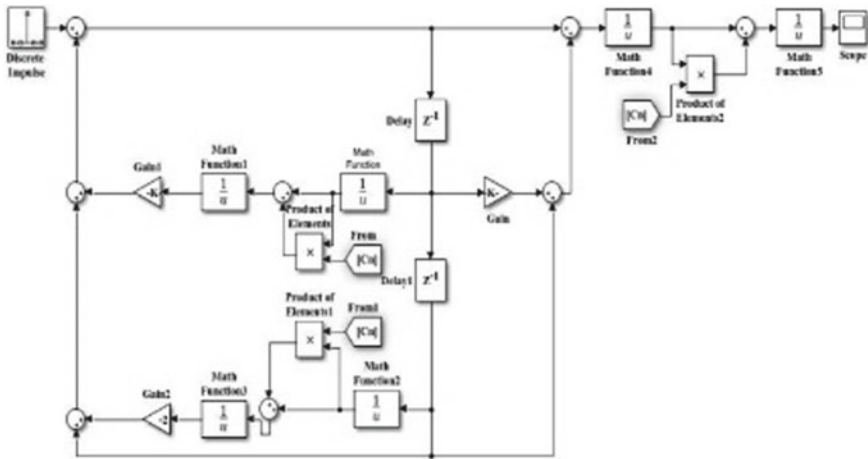 Discrete
Impulse
1
u
Math
Function4
×
Product of
Elements2
|Cn|
From2
1
u
Math
Function5
Scope
Delay
Z-1
Gain1
-K
Math
Function1
1
u
Math
Function
1
u
K-
Gain
Product of
Elements
×
From
|Cn|
Delay1
Z-1
Product of
Elements1
×
From1
|Cn|
Gain2
-2
Math
Function3
1
u
Math
Function2
1
u